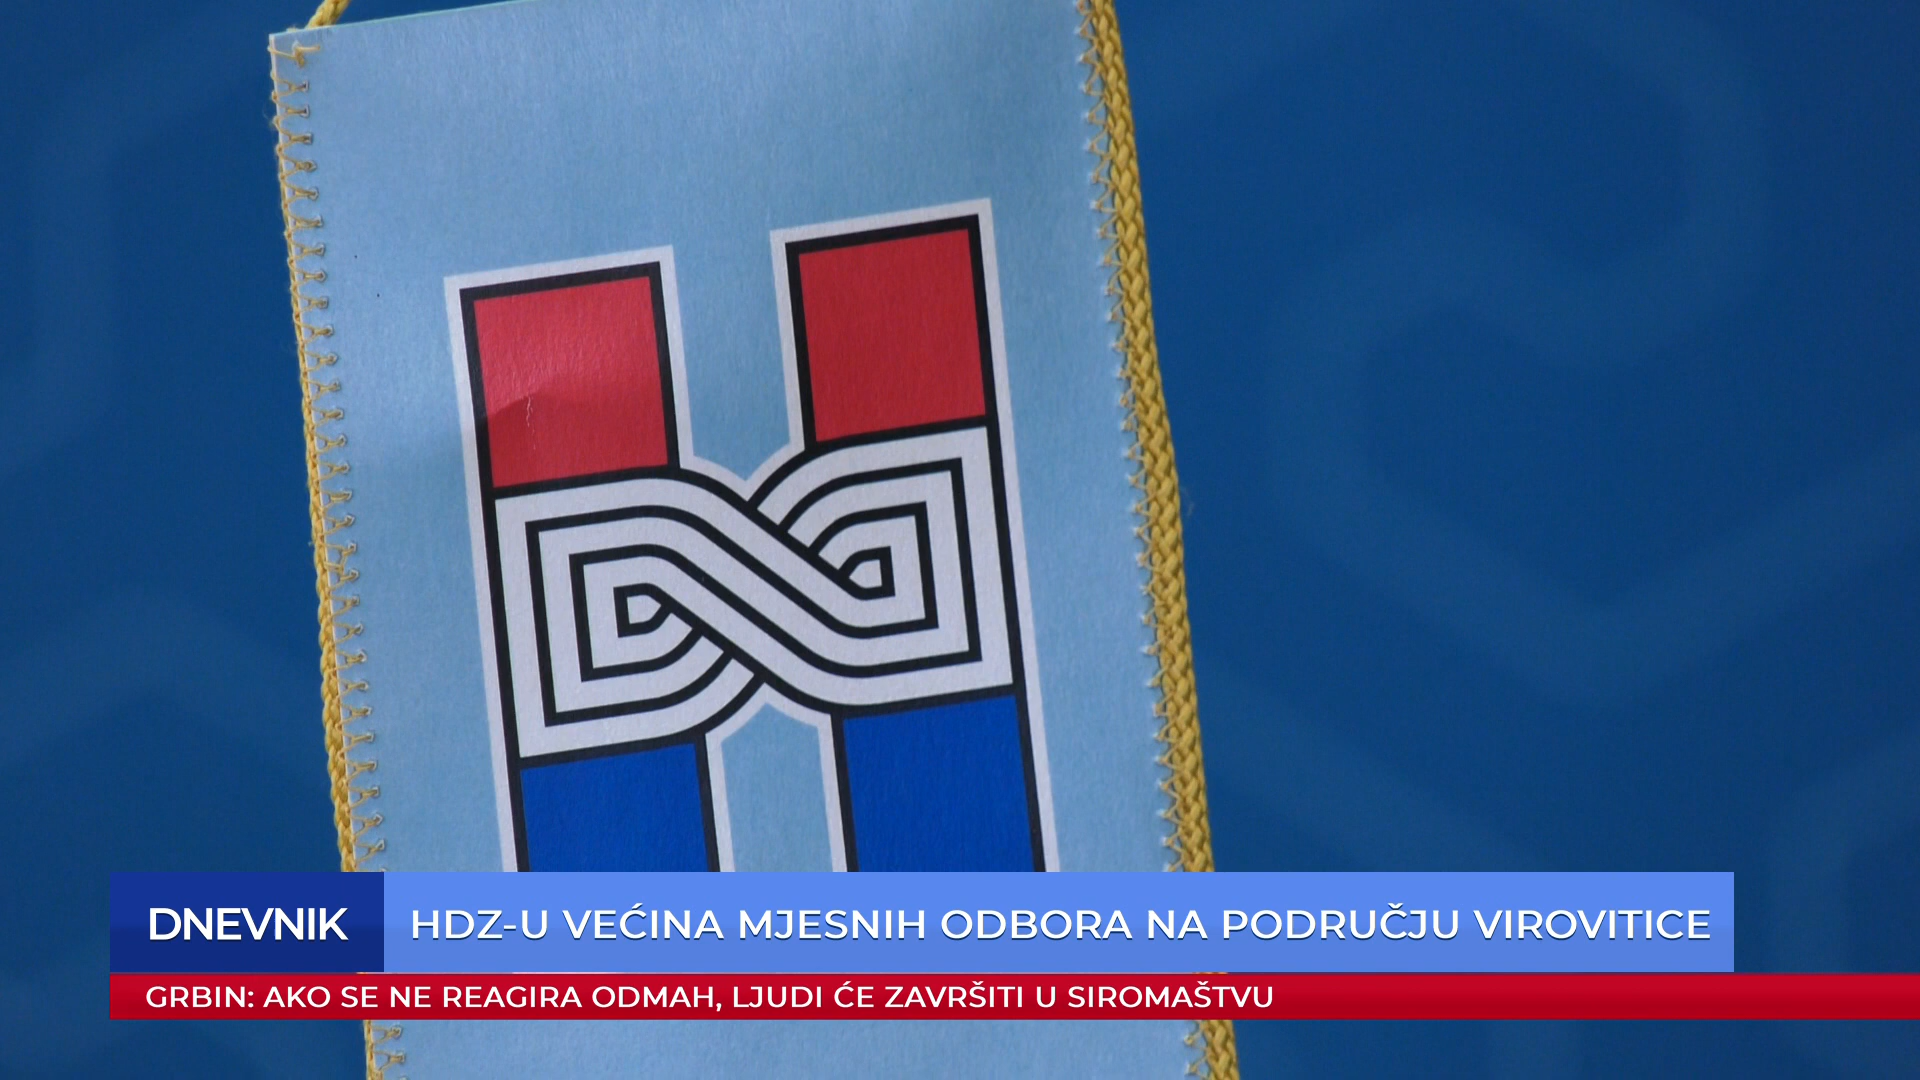 DNEVNIK
HDZ-U VEĆINA MJESNIH ODBORA NA PODRUČJU VIROVITICE
GRBIN: AKO SE NE REAGIRA ODMAH, LJUDI ĆE ZAVRŠITI U SIROMAŠTVU